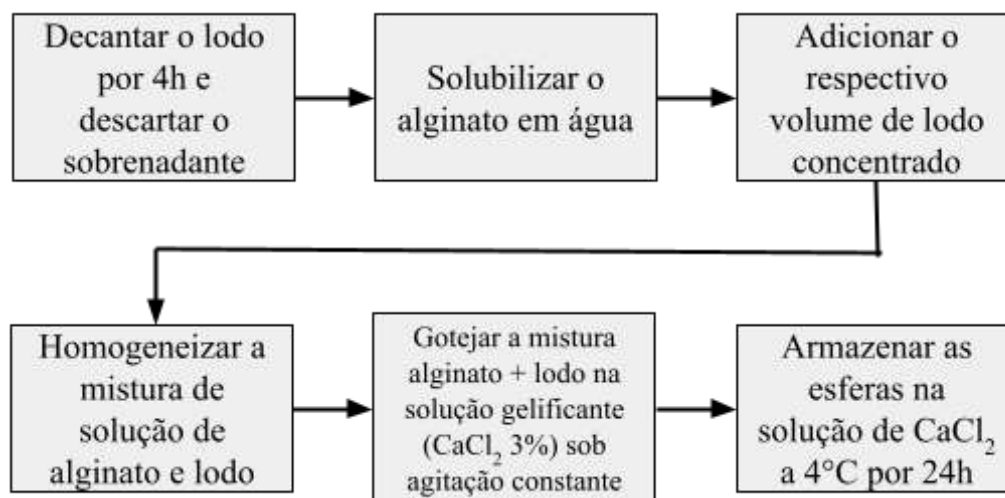 Decantar o lodo
por 4h e
descartar o
sobrenadante
Solubilizar o
alginato em água
Adicionar o
respectivo
volume de lodo
concentrado
Homogeneizar a
mistura de
solução de
alginato e lodo
Gotejar a mistura
alginato + lodo na
solução gelificante
(CaCl₂ 3%) sob
agitação constante
Armazenar as
esferas na
solução de CaCl₂
a 4°C por 24h